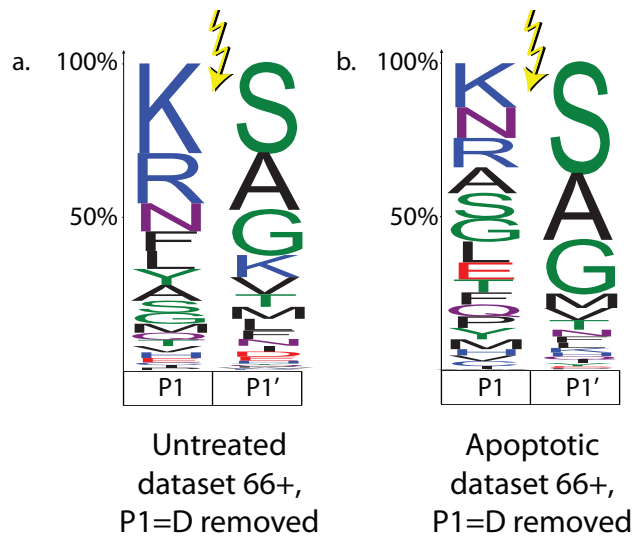 a.
100%
50%
K S
R A
N G
F K
L
Y
A
S
G
P1 P1'
Untreated
dataset 66+,
P1=D removed
b.
100%
50%
K S
N A
R G
A
S
G
L
E
T
F
P1 P1'
Apoptotic
dataset 66+,
P1=D removed